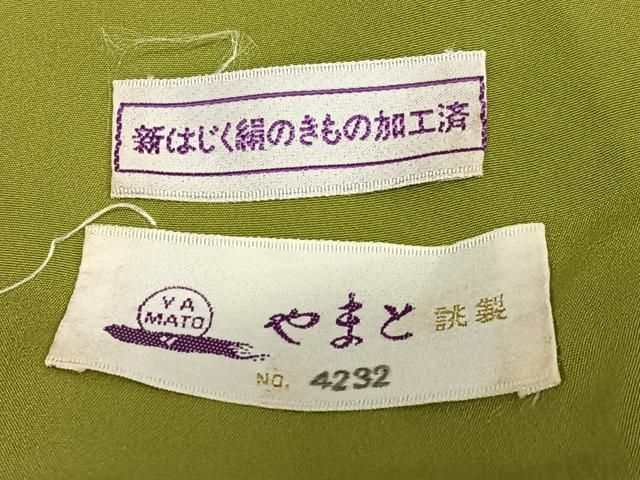 新はじく絹のきもの加工済
YA
MATO
やまと 謹製
NO. 4232